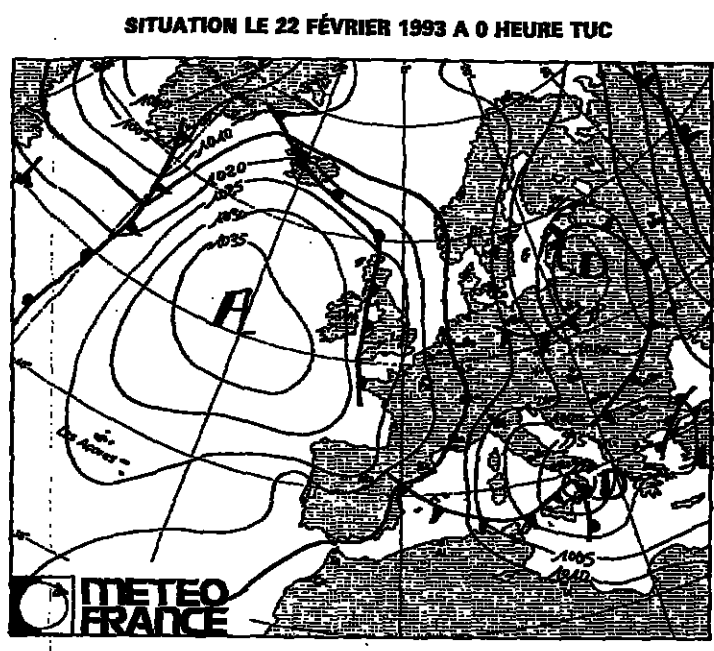 SITUATION LE 22 FÉVRIER 1993 A 0 HEURE TUC
1005
1010
1020
1025
1030
1035
A
D
Les Açores
D
1005
1010
METEO
FRANCE